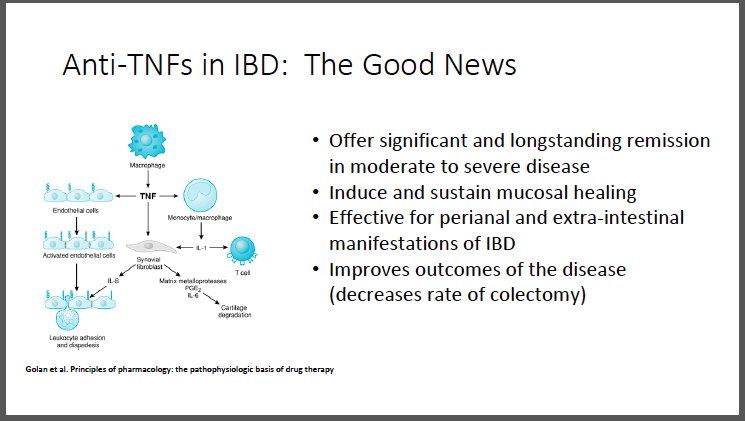 Anti-TNFs in IBD:  The Good News
Macrophage
TNF
Endothelial cells
Monocyte/macrophage
Activated endothelial cells
IL-1
Synovial
fibroblast
T cell
IL-8
Matrix metalloproteases
PGE2
IL-6
Cartilage
degradation
Leukocyte adhesion
and diapedesis
• Offer significant and longstanding remission
in moderate to severe disease
• Induce and sustain mucosal healing
• Effective for perianal and extra-intestinal
manifestations of IBD
• Improves outcomes of the disease
(decreases rate of colectomy)
Golan et al. Principles of pharmacology: the pathophysiologic basis of drug therapy